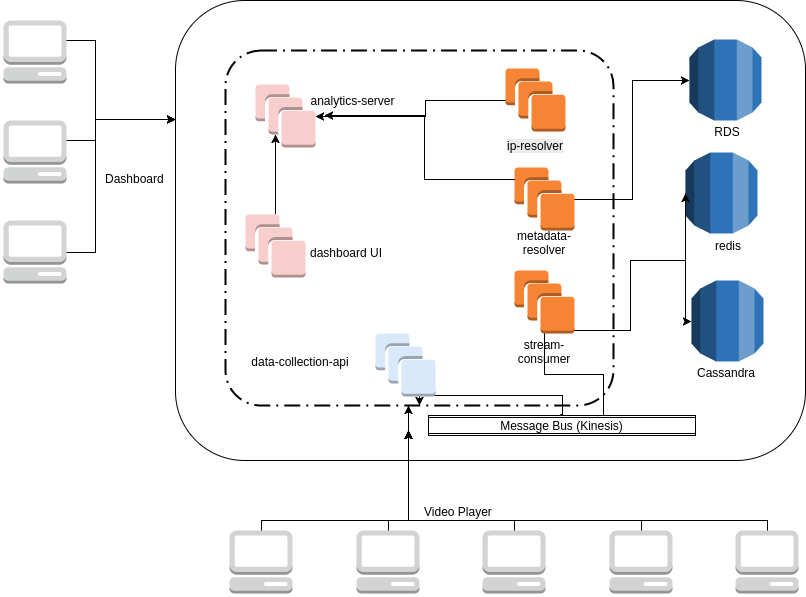 analytics-server
ip-resolver
RDS
Dashboard
metadata-
resolver
redis
dashboard UI
stream-
consumer
data-collection-api
Cassandra
Message Bus (Kinesis)
Video Player